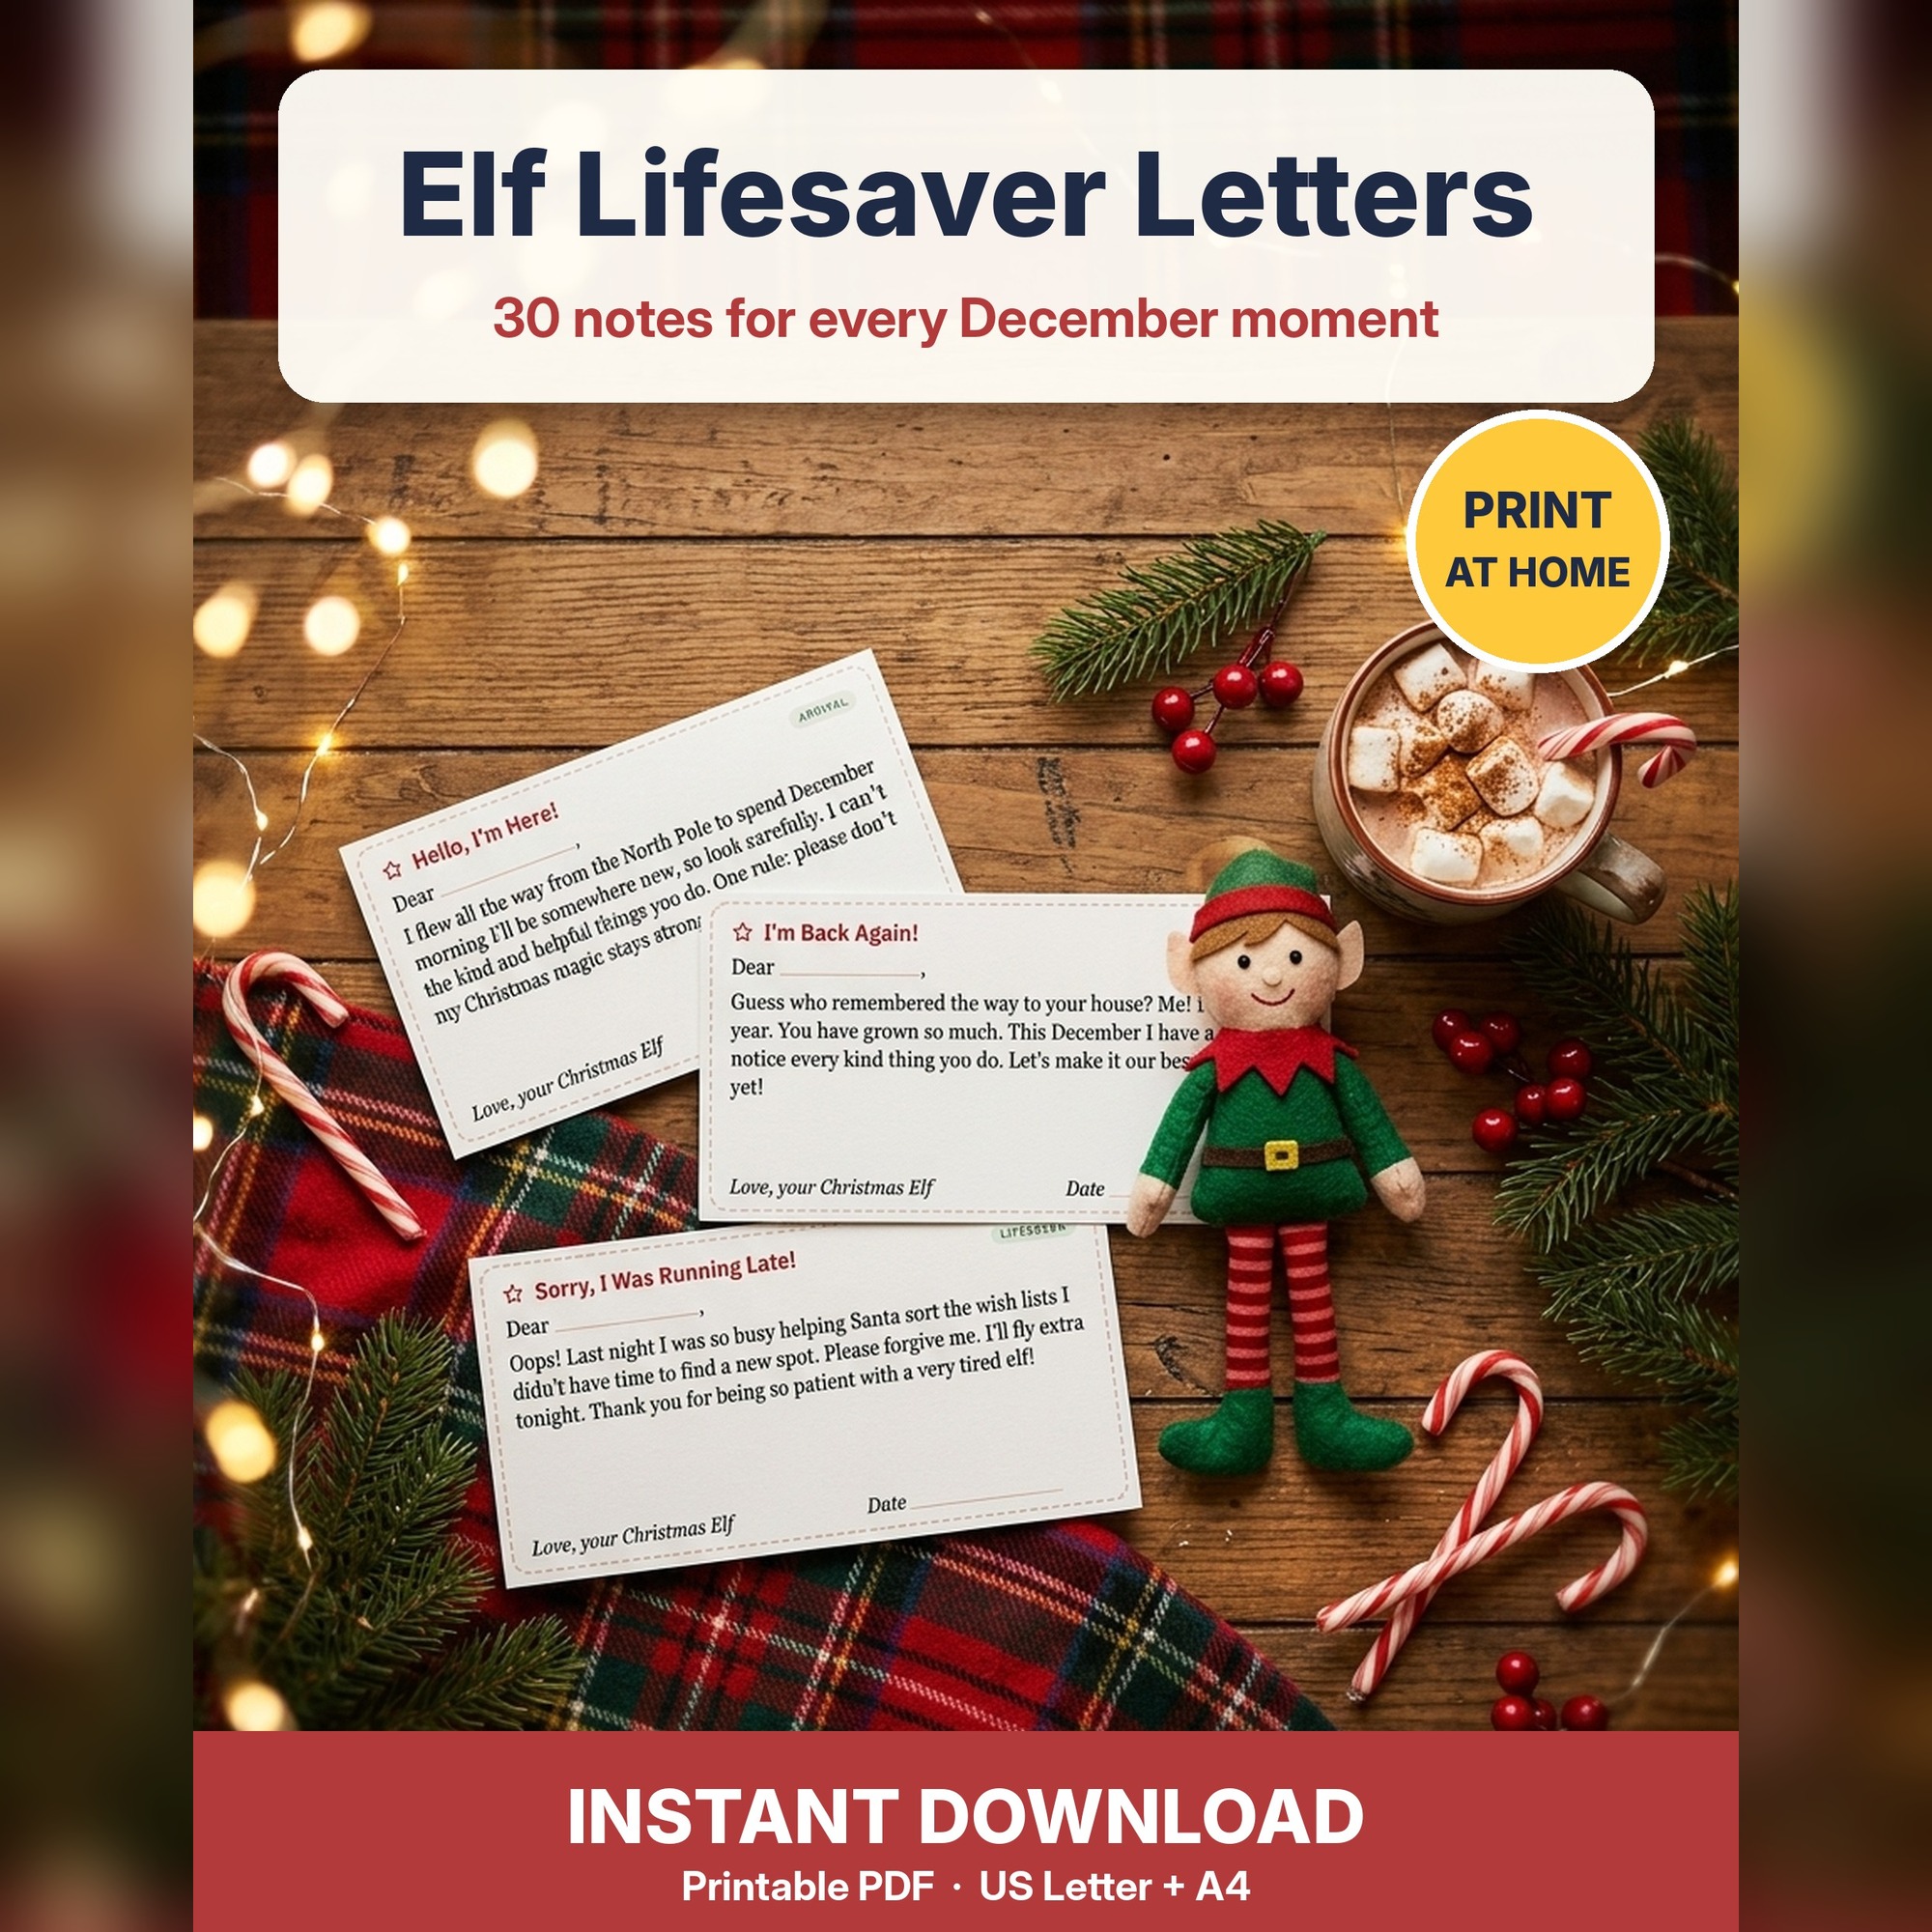 Elf Lifesaver Letters
30 notes for every December moment
PRINT
AT HOME
AROIYAL
Hello, I'm Here!
Dear ,
I flew all the way from the North Pole to spend December
morning I'll be somewhere new, so look sarefuliy. I can't
the kind and helpful things you do. One rule: please don't
my Christmas magic stays
Love, your Christmas Elf
I'm Back Again!
Dear ,
Guess who remembered the way to your house? Me!
year. You have grown so much. This December I have a
notice every kind thing you do. Let's make it our
yet!
Love, your Christmas Elf
Date
Sorry, I Was Running Late!
Dear ,
Oops! Last night I was so busy helping Santa sort the wish lists I
didn't have time to find a new spot. Please forgive me. I'll fly extra
tonight. Thank you for being so patient with a very tired elf!
Love, your Christmas Elf
Date
INSTANT DOWNLOAD
Printable PDF · US Letter + A4